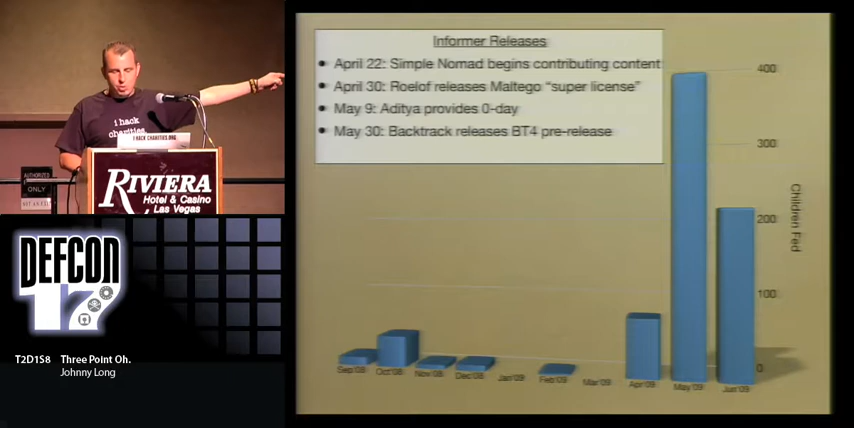 i hack
charities.
I HACK CHARITIES.ORG
RIVIERA
Hotel & Casino
Las Vegas
AUTHORIZED
ONLY
DEFCON
17
T2D1S8 Three Point Oh.
Johnny Long
Informer Releases
• April 22: Simple Nomad begins contributing content
• April 30: Roelof releases Maltego "super license"
• May 9: Aditya provides 0-day
• May 30: Backtrack releases BT4 pre-release
400
300
200
100
0
Children Fed
Sep'08 Oct'08 Nov'08 Dec'08 Jan'09 Feb'09 Mar'09 Apr'09 May'09 Jun'09